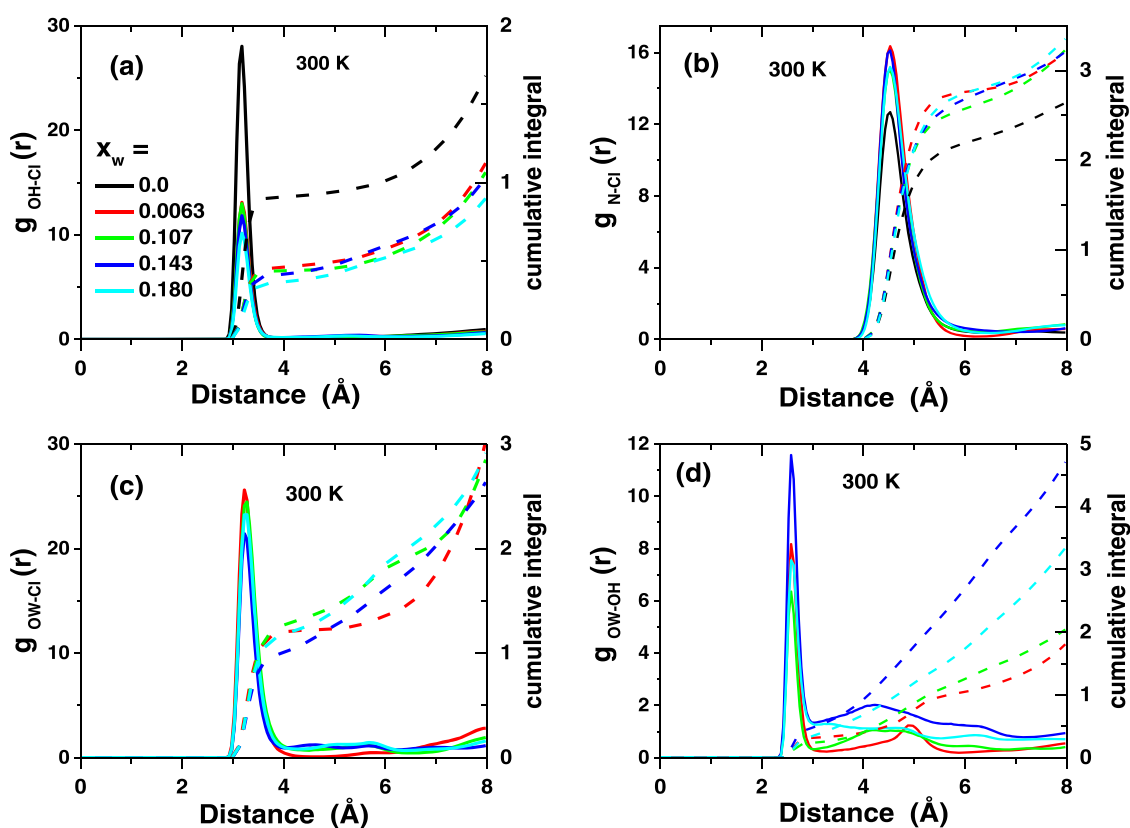 (a)
300 K
x_w =
0.0
0.0063
0.107
0.143
0.180
g OH-Cl (r)
30
20
10
0
0 2 4 6 8
2
1
0
cumulative integral
Distance (Å)
(b)
300 K
g N-Cl (r)
16
12
8
4
0
0 2 4 6 8
3
2
1
0
cumulative integral
Distance (Å)
(c)
300 K
g OW-Cl (r)
30
20
10
0
0 2 4 6 8
3
2
1
0
cumulative integral
Distance (Å)
(d)
300 K
g OW-OH (r)
12
10
8
6
4
2
0
0 2 4 6 8
5
4
3
2
1
0
cumulative integral
Distance (Å)